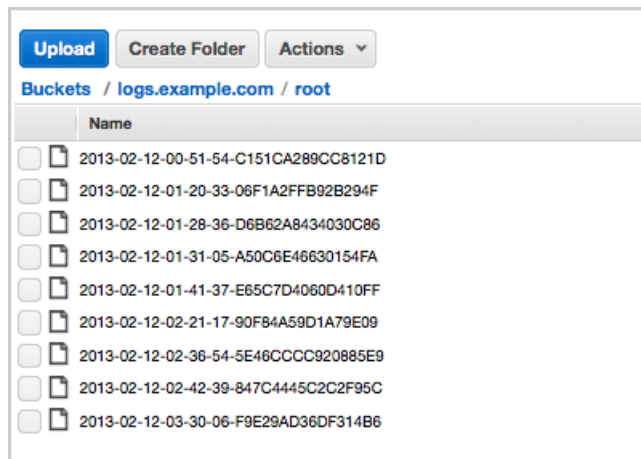 Upload Create Folder Actions
Buckets / logs.example.com / root
Name
2013-02-12-00-51-54-C151CA289CC8121D
2013-02-12-01-20-33-06F1A2FFB92B294F
2013-02-12-01-28-36-D6B62A8434030C86
2013-02-12-01-31-05-A50C6E46630154FA
2013-02-12-01-41-37-E65C7D4060D410FF
2013-02-12-02-21-17-90F84A59D1A79E09
2013-02-12-02-36-54-5E46CCCC920885E9
2013-02-12-02-42-39-847C4445C2C2F95C
2013-02-12-03-30-06-F9E29AD36DF314B6